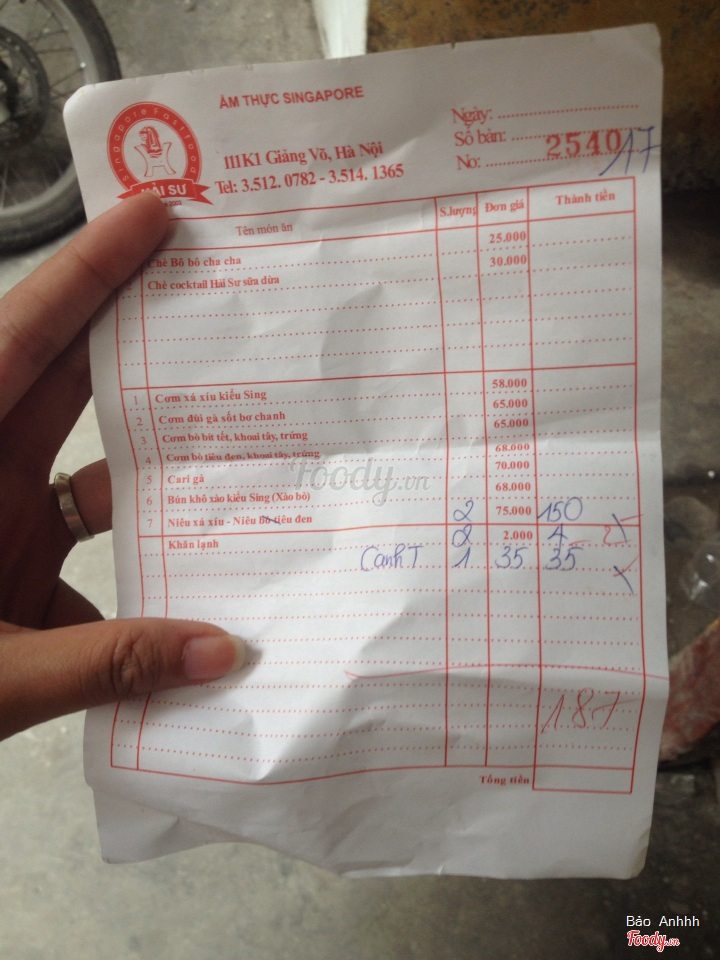 ẨM THỰC SINGAPORE
Singapore Fastfood
HẢI SƯ
111K1 Giảng Võ, Hà Nội
Tel: 3.512. 0782 - 3.514. 1365
Ngày:
Số bàn:
No: 25401 17
Tên món ăn S.lượng Đơn giá Thành tiền
Chè Bô bô cha cha 25.000
Chè cocktail Hải Sư sữa dừa 30.000
1 Cơm xá xíu kiểu Sing 58.000
2 Cơm đùi gà sốt bơ chanh 65.000
3 Cơm bò bít tết, khoai tây, trứng 65.000
4 Cơm bò tiêu đen, khoai tây, trứng 68.000
5 Cari gà 70.000
6 Bún khô xào kiểu Sing (Xào bò) 68.000
7 Niêu xá xíu - Niêu Bò tiêu đen 2 75.000 150
Khăn lạnh 2 2.000 4
Canh T 1 35 35
187
Tổng tiền
Foody.vn
Bảo Anhhh
Foody.vn